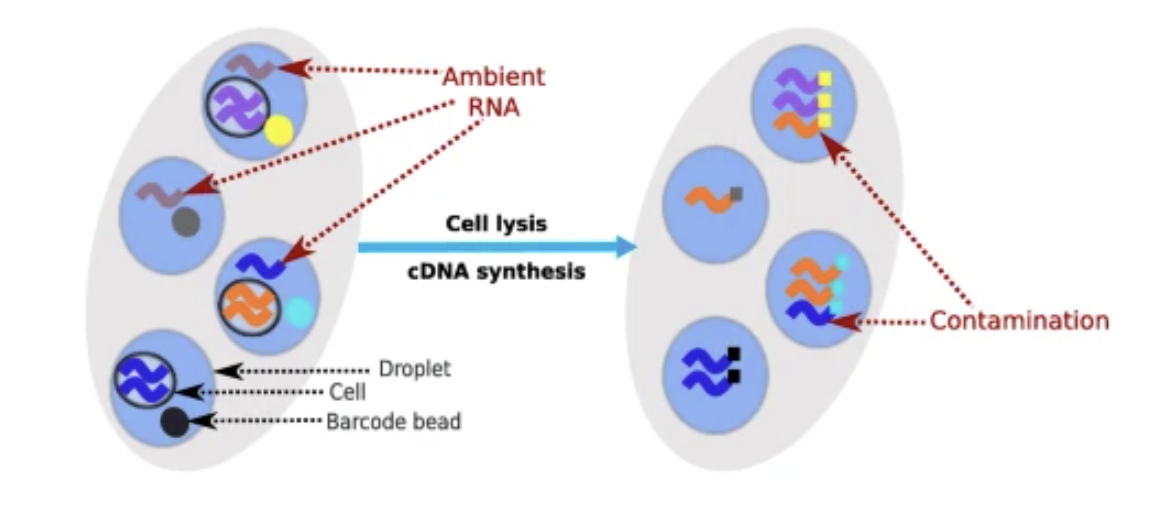 Ambient
RNA
Cell lysis
cDNA synthesis
Contamination
Droplet
Cell
Barcode bead